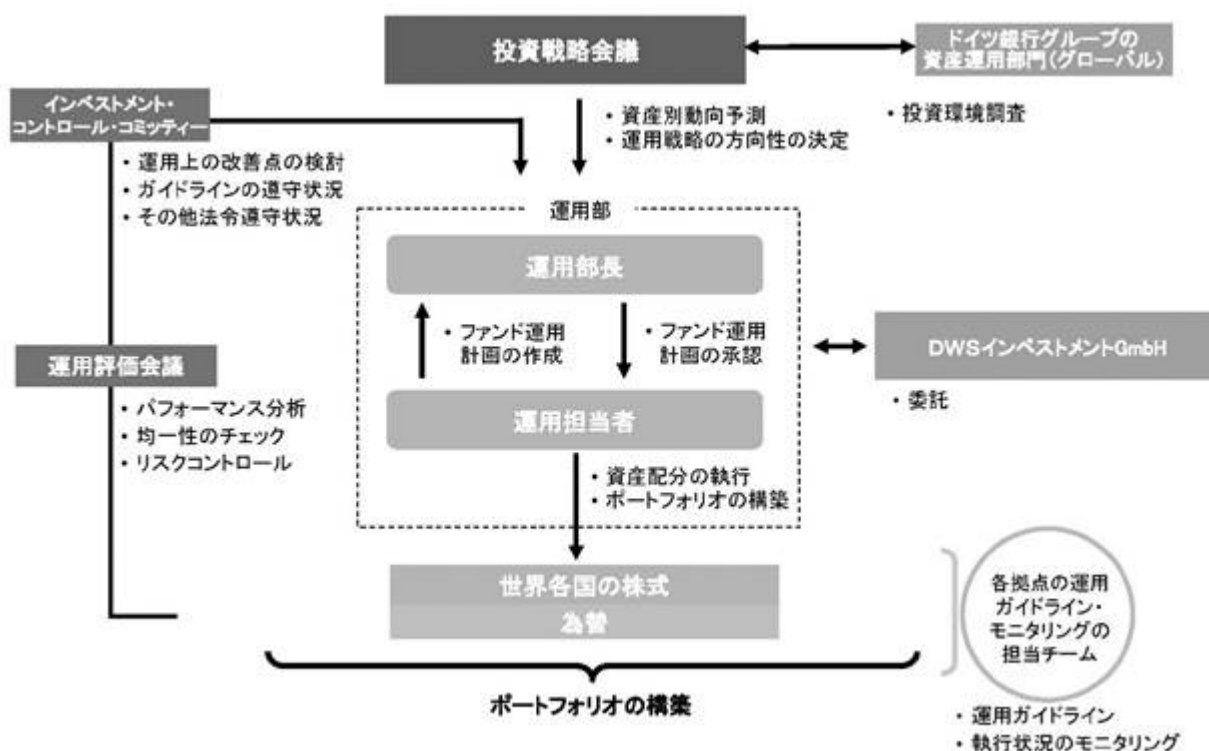 投資戦略会議
ドイツ銀行グループの
資産運用部門(グローバル)
・投資環境調査
インベストメント・
コントロール・コミッティー
・運用上の改善点の検討
・ガイドラインの遵守状況
・その他法令遵守状況
・資産別動向予測
・運用戦略の方向性の決定
運用部
運用部長
・ファンド運用
計画の作成
・ファンド運用
計画の承認
運用担当者
・資産配分の執行
・ポートフォリオの構築
DWSインベストメントGmbH
・委託
運用評価会議
・パフォーマンス分析
・均一性のチェック
・リスクコントロール
世界各国の株式
為替
ポートフォリオの構築
各拠点の運用
ガイドライン・
モニタリングの
担当チーム
・運用ガイドライン
・執行状況のモニタリング